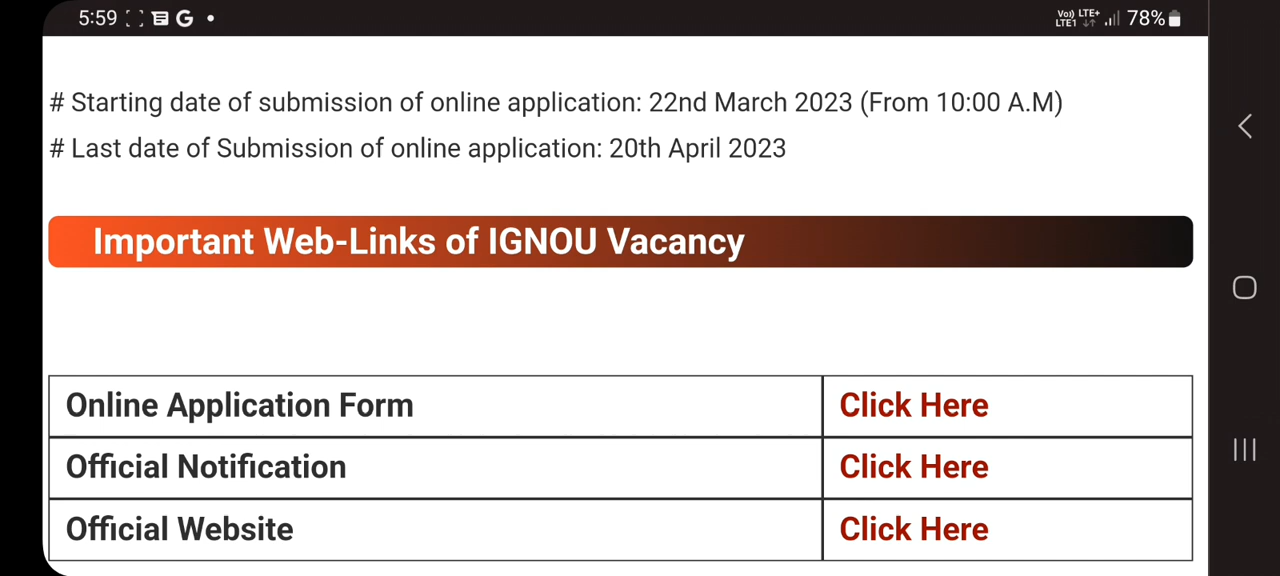 5:59
Vo)) LTE+
LTE1
78%
# Starting date of submission of online application: 22nd March 2023 (From 10:00 A.M)
# Last date of Submission of online application: 20th April 2023
Important Web-Links of IGNOU Vacancy
Online Application Form Click Here
Official Notification Click Here
Official Website Click Here